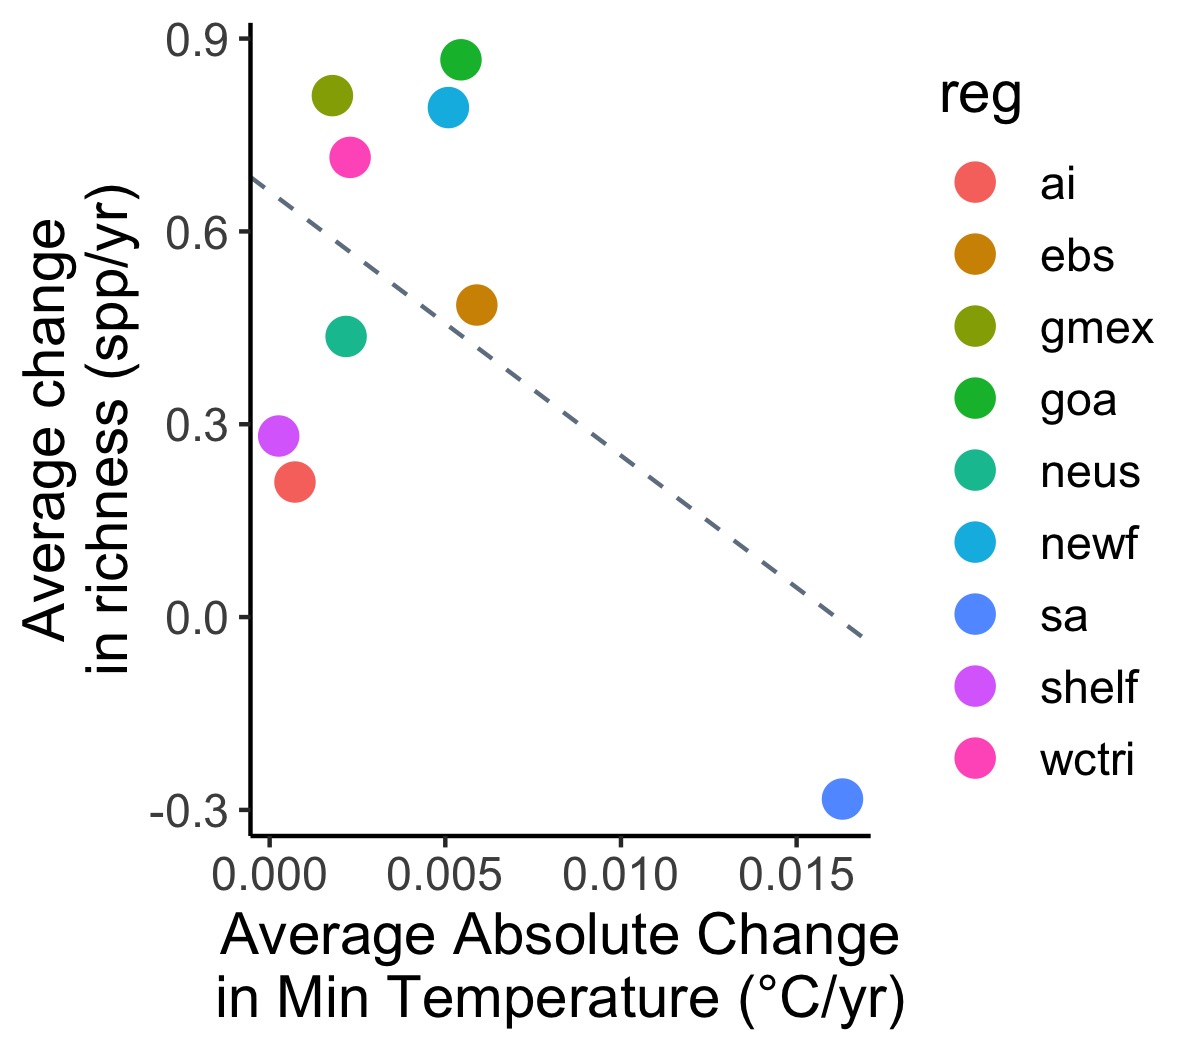 Average change
in richness (spp/yr)
0.9
0.6
0.3
0.0
-0.3
0.000 0.005 0.010 0.015
Average Absolute Change
in Min Temperature (°C/yr)
reg
ai
ebs
gmex
goa
neus
newf
sa
shelf
wctri